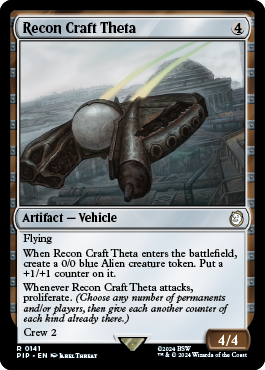 Recon Craft Theta 4
Artifact — Vehicle
Flying
When Recon Craft Theta enters the battlefield,
create a 0/0 blue Alien creature token. Put a
+1/+1 counter on it.
Whenever Recon Craft Theta attacks,
proliferate. (Choose any number of permanents
and/or players, then give each another counter of
each kind already there.)
Crew 2
4/4
R 0141
PIP • EN ABEL THREAT
©2024 BSW
™ & © 2024 Wizards of the Coast